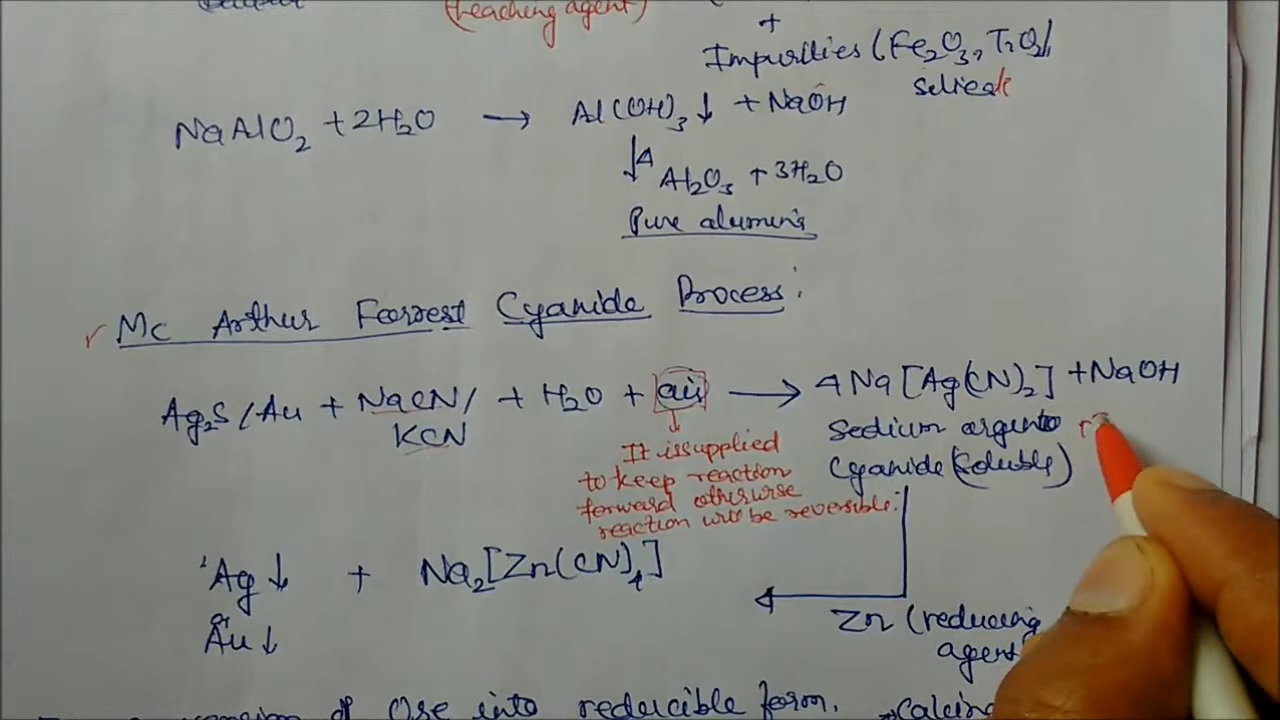 (leaching agent)
+
Impurities (Fe₂O₃, TiO₂)
selicate
NaAlO₂ + 2H₂O → Al(OH)₃ ↓ + NaOH
↓ Δ Al₂O₃ + 3H₂O
Pure alumina
Mc Arthur Forrest Cyanide Process :
Ag₂S/Au + NaCN/ + H₂O + air → 4Na[Ag(CN)₂] + NaOH
KCN
It is supplied
to keep reaction
forward otherwise
reaction will be reversible.
Sodium argento
Cyanide (soluble)
Ag ↓ + Na₂[Zn(CN)₄]
or
Au ↓
Zn (reducing
agent
of Ore into reducible form.